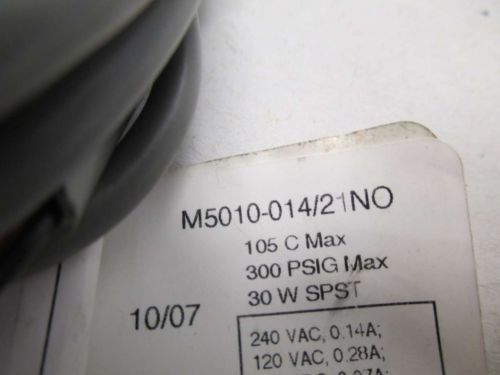 M5010-014/21NO
105 C Max
300 PSIG Max
30 W SPST
10/07
240 VAC, 0.14A;
120 VAC, 0.28A;